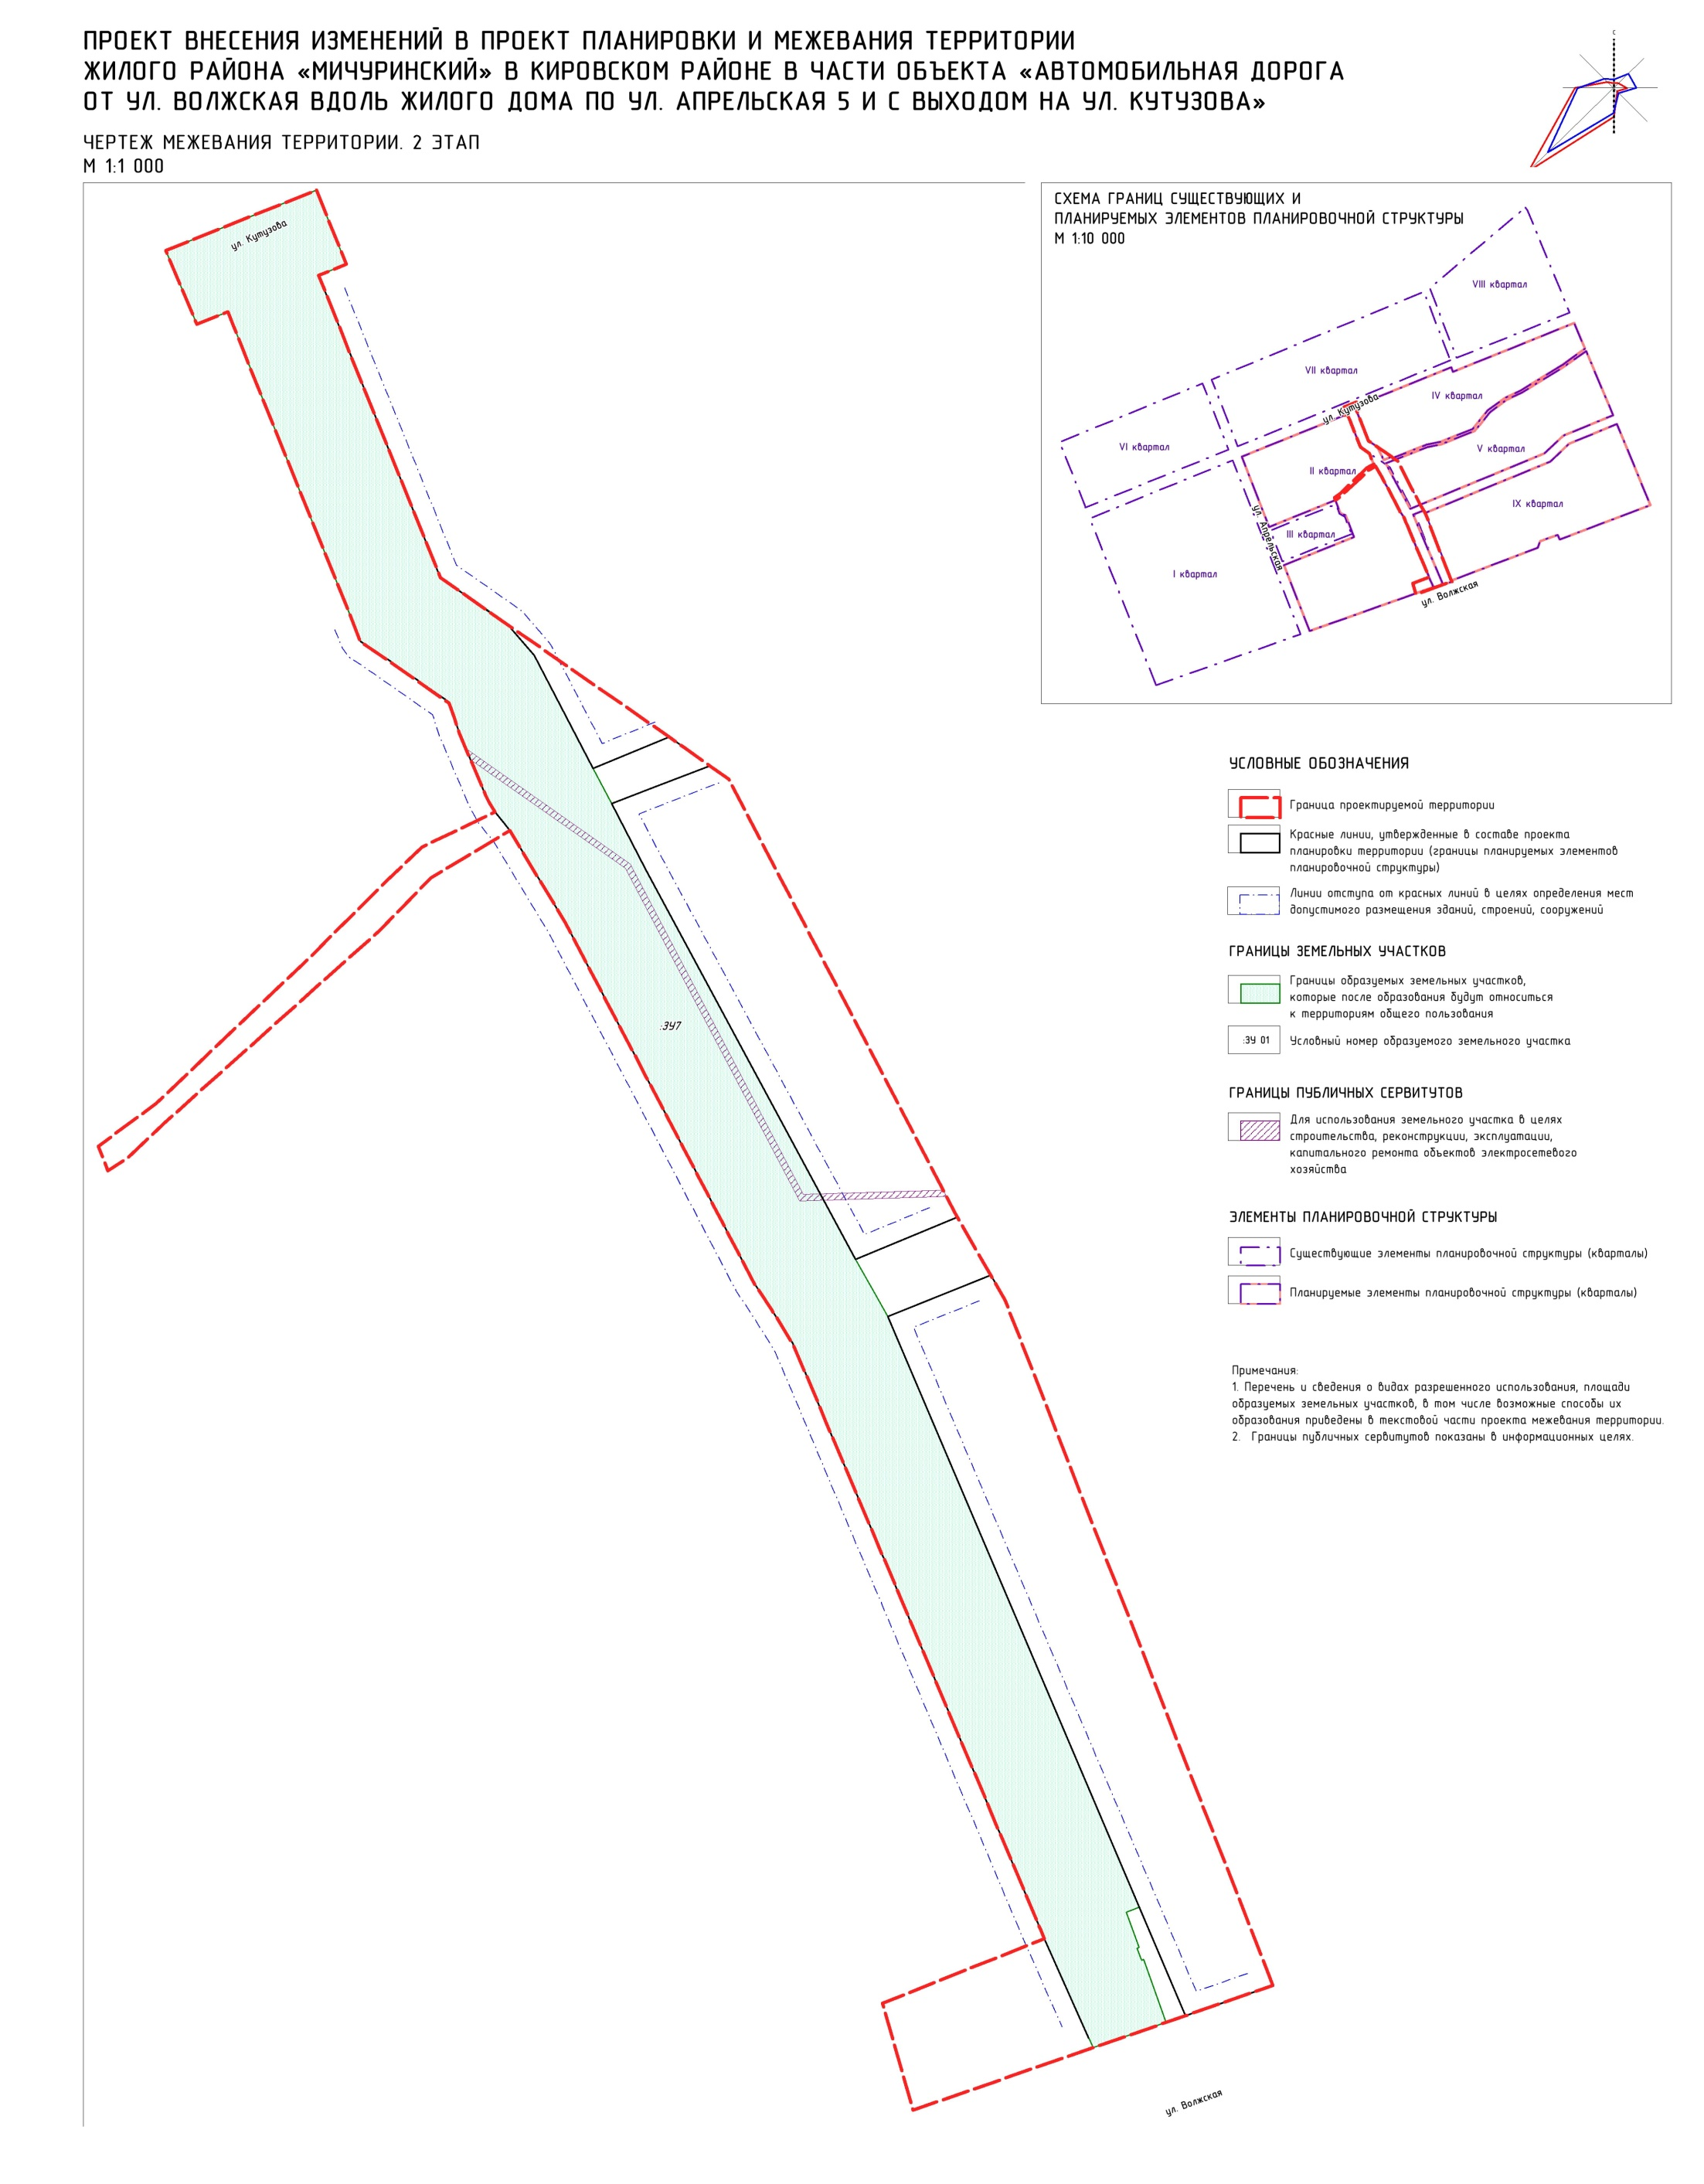 ПРОЕКТ ВНЕСЕНИЯ ИЗМЕНЕНИЙ В ПРОЕКТ ПЛАНИРОВКИ И МЕЖЕВАНИЯ ТЕРРИТОРИИ
ЖИЛОГО РАЙОНА «МИЧУРИНСКИЙ» В КИРОВСКОМ РАЙОНЕ В ЧАСТИ ОБЪЕКТА «АВТОМОБИЛЬНАЯ ДОРОГА
ОТ УЛ. ВОЛЖСКАЯ ВДОЛЬ ЖИЛОГО ДОМА ПО УЛ. АПРЕЛЬСКАЯ 5 И С ВЫХОДОМ НА УЛ. КУТУЗОВА»
ЧЕРТЕЖ МЕЖЕВАНИЯ ТЕРРИТОРИИ. 2 ЭТАП
М 1:1 000
С
ул. Кутузова
:ЗУ7
ул. Волжская
СХЕМА ГРАНИЦ СУЩЕСТВУЮЩИХ И
ПЛАНИРУЕМЫХ ЭЛЕМЕНТОВ ПЛАНИРОВОЧНОЙ СТРУКТУРЫ
М 1:10 000
VIII квартал
VII квартал
IV квартал
ул. Кутузова
VI квартал
V квартал
II квартал
IX квартал
ул. Апрельская
III квартал
I квартал
ул. Волжская
УСЛОВНЫЕ ОБОЗНАЧЕНИЯ
Граница проектируемой территории
Красные линии, утвержденные в составе проекта
планировки территории (границы планируемых элементов
планировочной структуры)
Линии отступа от красных линий в целях определения мест
допустимого размещения зданий, строений, сооружений
ГРАНИЦЫ ЗЕМЕЛЬНЫХ УЧАСТКОВ
Границы образуемых земельных участков,
которые после образования будут относиться
к территориям общего пользования
:ЗУ 01 Условный номер образуемого земельного участка
ГРАНИЦЫ ПУБЛИЧНЫХ СЕРВИТУТОВ
Для использования земельного участка в целях
строительства, реконструкции, эксплуатации,
капитального ремонта объектов электросетевого
хозяйства
ЭЛЕМЕНТЫ ПЛАНИРОВОЧНОЙ СТРУКТУРЫ
Существующие элементы планировочной структуры (кварталы)
Планируемые элементы планировочной структуры (кварталы)
Примечания:
1. Перечень и сведения о видах разрешенного использования, площади
образуемых земельных участков, в том числе возможные способы их
образования приведены в текстовой части проекта межевания территории.
2. Границы публичных сервитутов показаны в информационных целях.